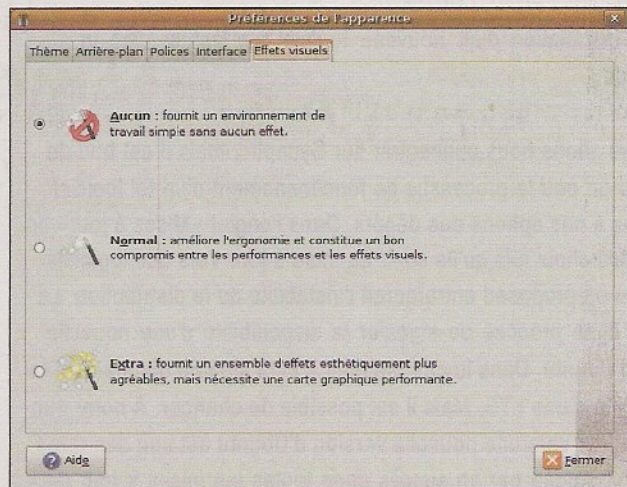 Préférences de l'apparence
Thème Arrière-plan Polices Interface Effets visuels
Aucun : fournit un environnement de
travail simple sans aucun effet.
Normal : améliore l'ergonomie et constitue un bon
compromis entre les performances et les effets visuels.
Extra : fournit un ensemble d'effets esthétiquement plus
agréables, mais nécessite une carte graphique performante.
Aide
Fermer